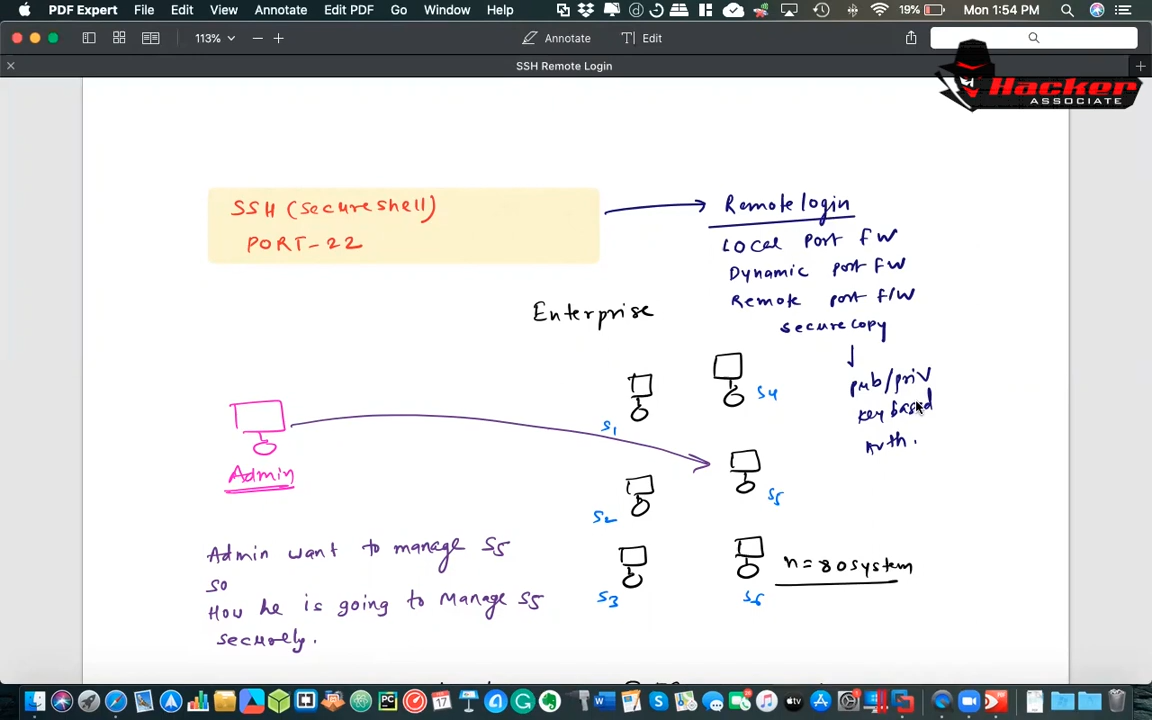 PDF Expert File Edit View Annotate Edit PDF Go Window Help 19% Mon 1:54 PM
113% Annotate Edit
SSH Remote Login
Hacker
ASSOCIATE
SSH (secure shell)
PORT-22
Remote login
LOCal port FW
Dynamic port FW
Remote port F/W
secure copy
pub/priv
key based
Auth.
Enterprise
Admin
S1
S4
S2
S5
S3
S6
n = 80 system
Admin want to manage S5
so
How he is going to Manage S5
securely.